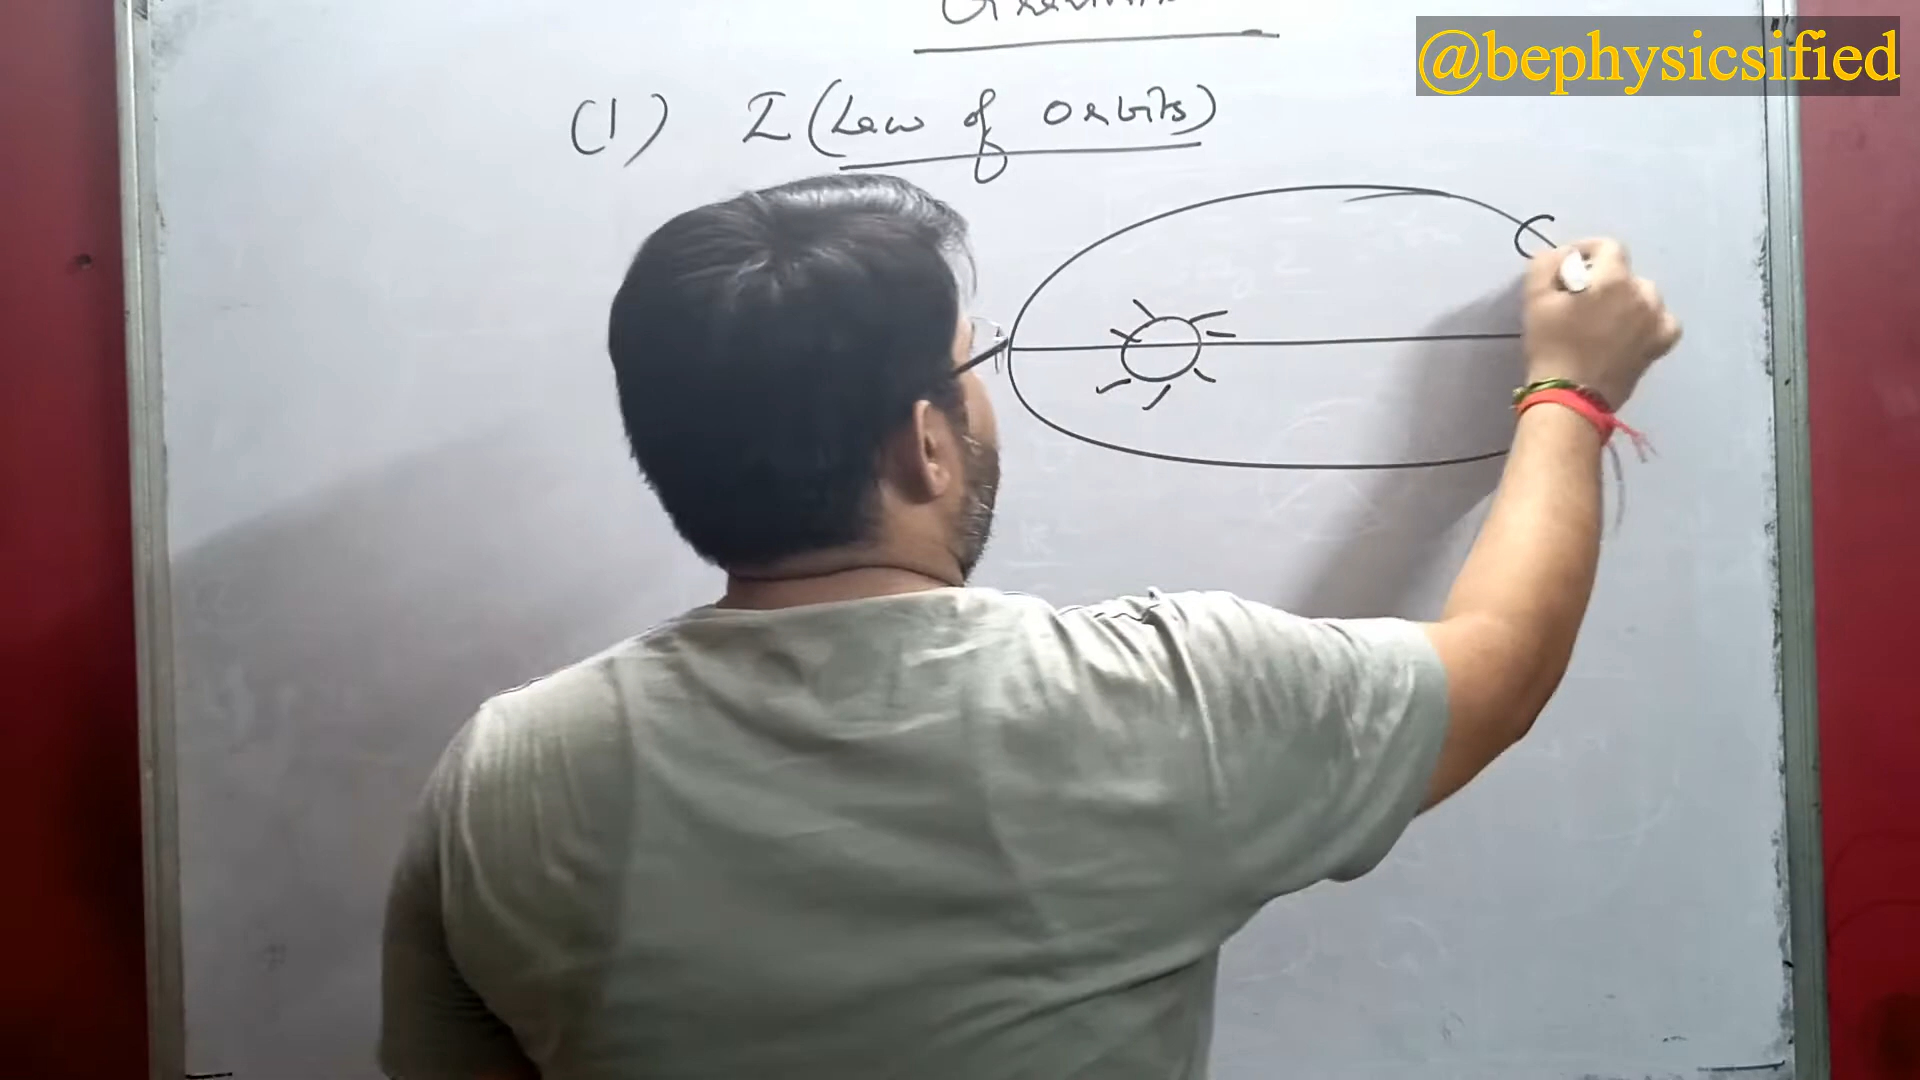 @bephysicsified
(1) I (Law of orbits)